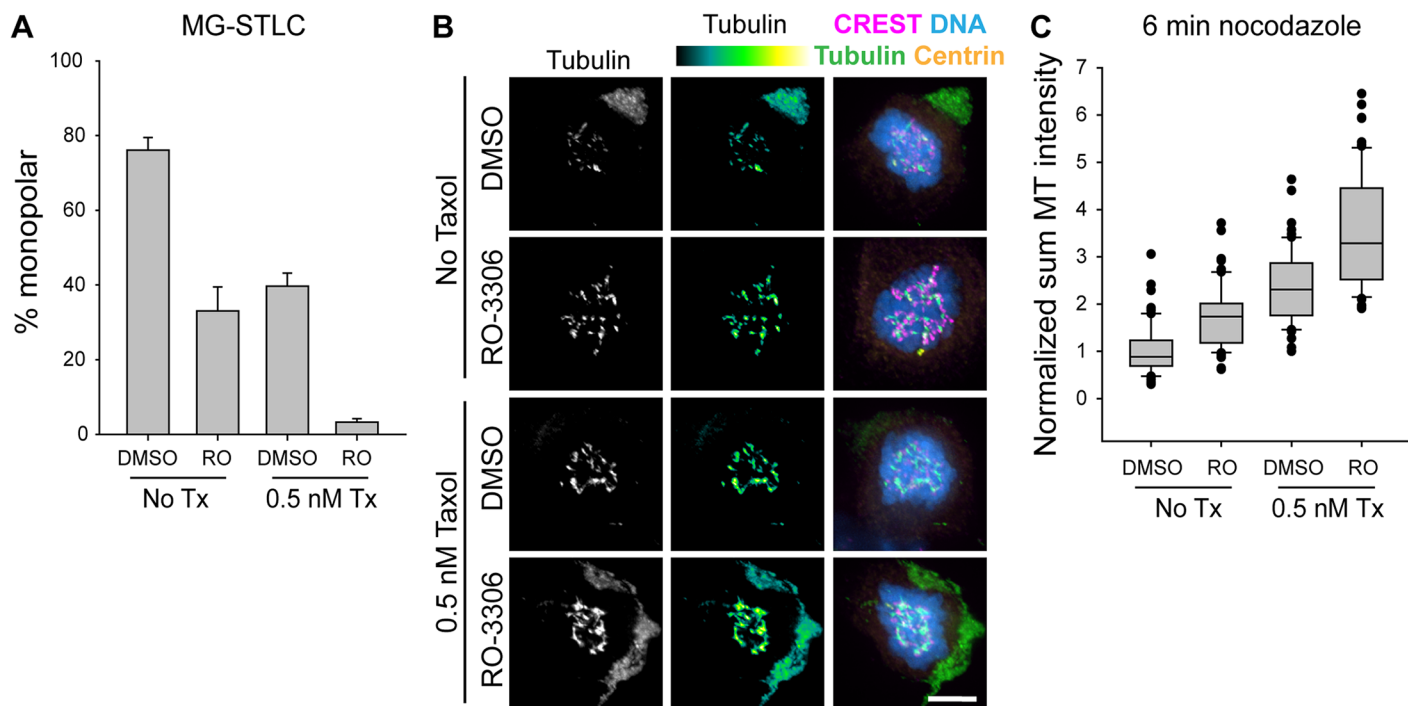 A
MG-STLC
% monopolar
100
80
60
40
20
0
DMSO RO DMSO RO
No Tx 0.5 nM Tx
B
Tubulin
Tubulin
CREST DNA
Tubulin Centrin
No Taxol
DMSO
RO-3306
0.5 nM Taxol
DMSO
RO-3306
C
6 min nocodazole
Normalized sum MT intensity
7
6
5
4
3
2
1
0
DMSO RO DMSO RO
No Tx 0.5 nM Tx